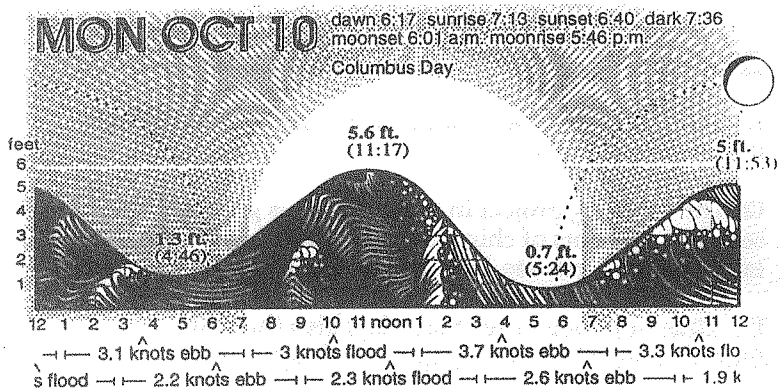 MON OCT 10
dawn 6:17 sunrise 7:13 sunset 6:40 dark 7:36
moonset 6:01 a.m. moonrise 5:46 p.m.
Columbus Day
5.6 ft.
(11:17)
5 ft.
(11:53)
feet
6
5
4
3
2
1
1.3 ft.
(4:46)
0.7 ft.
(5:24)
12 1 2 3 4 5 6 7 8 9 10 11 noon 1 2 3 4 5 6 7 8 9 10 11 12
3.1 knots ebb 3 knots flood 3.7 knots ebb 3.3 knots flo
s flood 2.2 knots ebb 2.3 knots flood 2.6 knots ebb 1.9 k